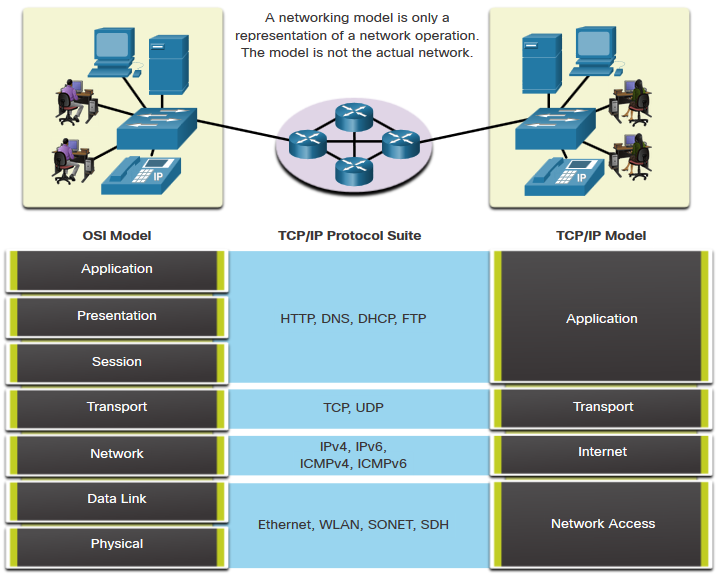 A networking model is only a
representation of a network operation.
The model is not the actual network.
IP
IP
OSI Model
TCP/IP Protocol Suite
TCP/IP Model
Application
Presentation
Session
HTTP, DNS, DHCP, FTP
Application
Transport
TCP, UDP
Transport
Network
IPv4, IPv6,
ICMPv4, ICMPv6
Internet
Data Link
Physical
Ethernet, WLAN, SONET, SDH
Network Access